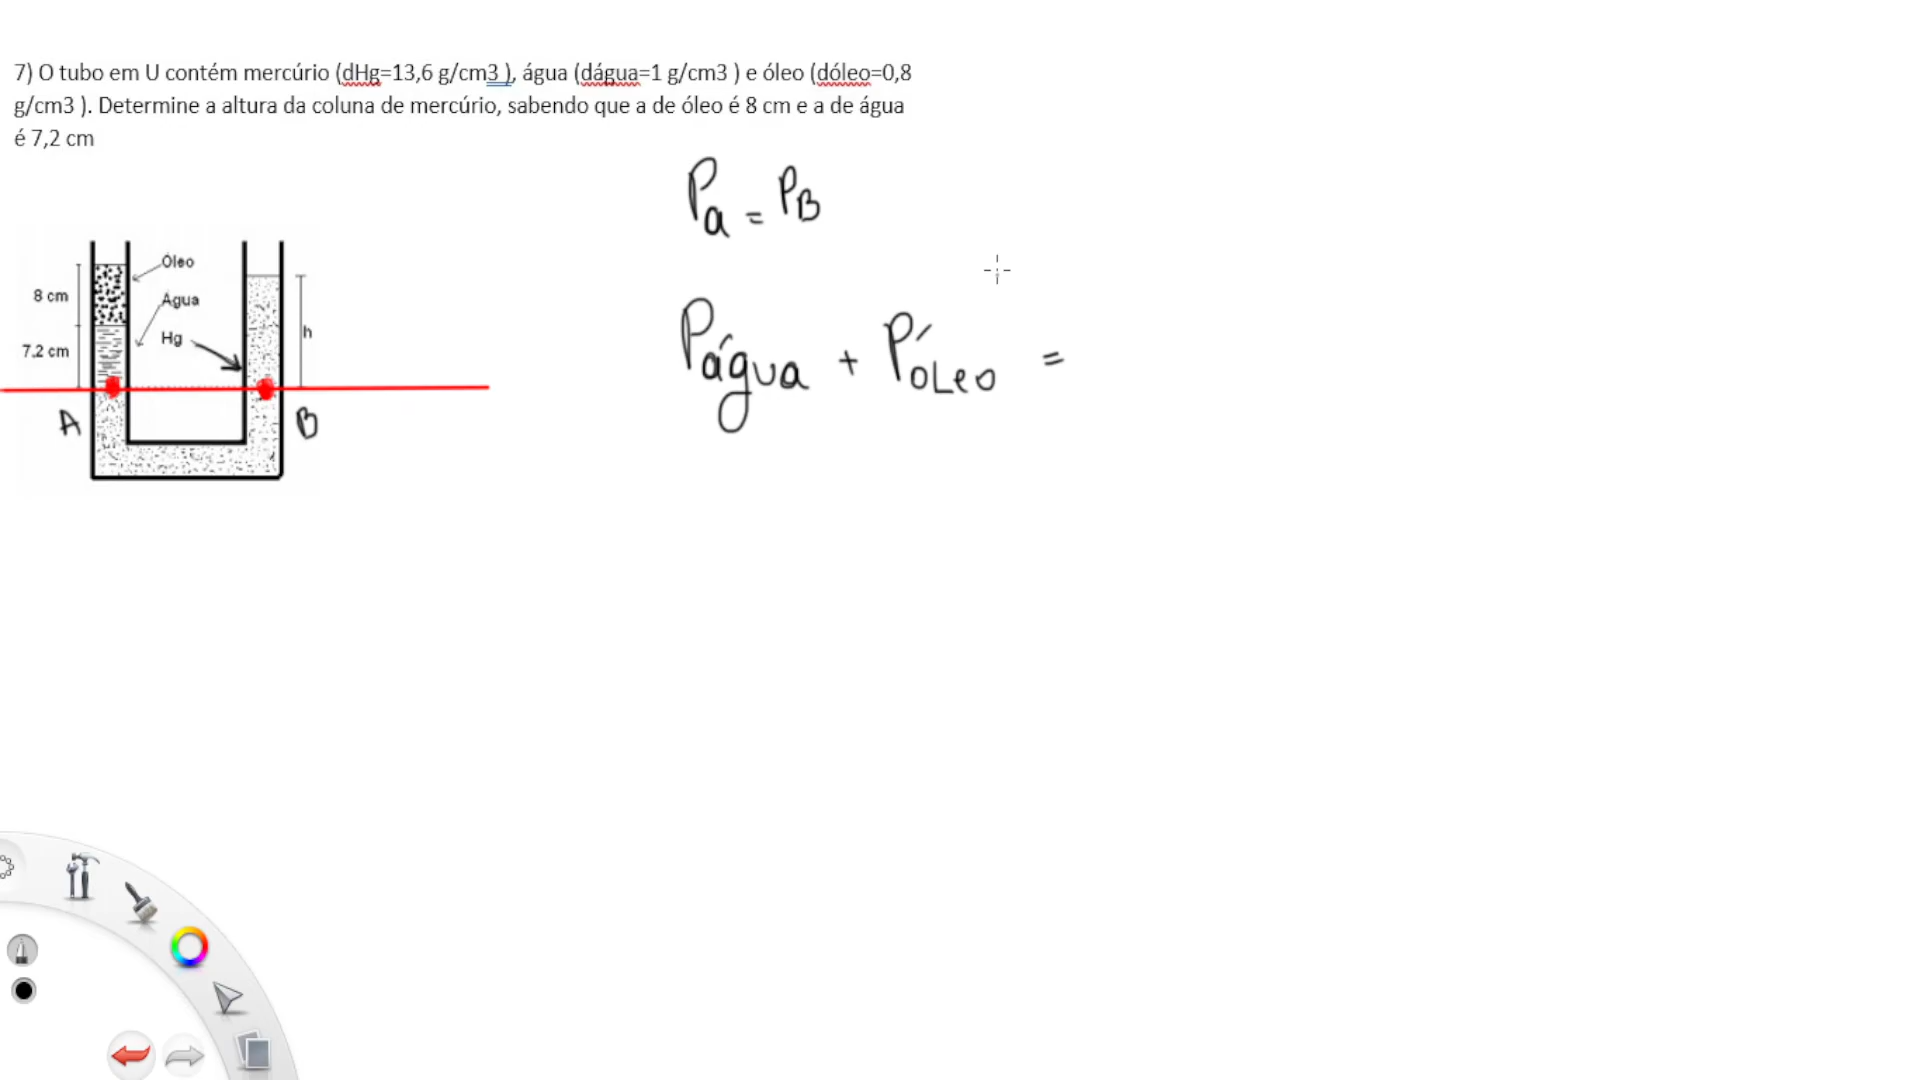 7) O tubo em U contém mercúrio (dHg=13,6 g/cm3 ), água (dágua=1 g/cm3 ) e óleo (dóleo=0,8
g/cm3 ). Determine a altura da coluna de mercúrio, sabendo que a de óleo é 8 cm e a de água
é 7,2 cm
Pa = PB
Óleo
8 cm
Água
Hg
h
7.2 cm
Págua + PÓLeo =
A
B